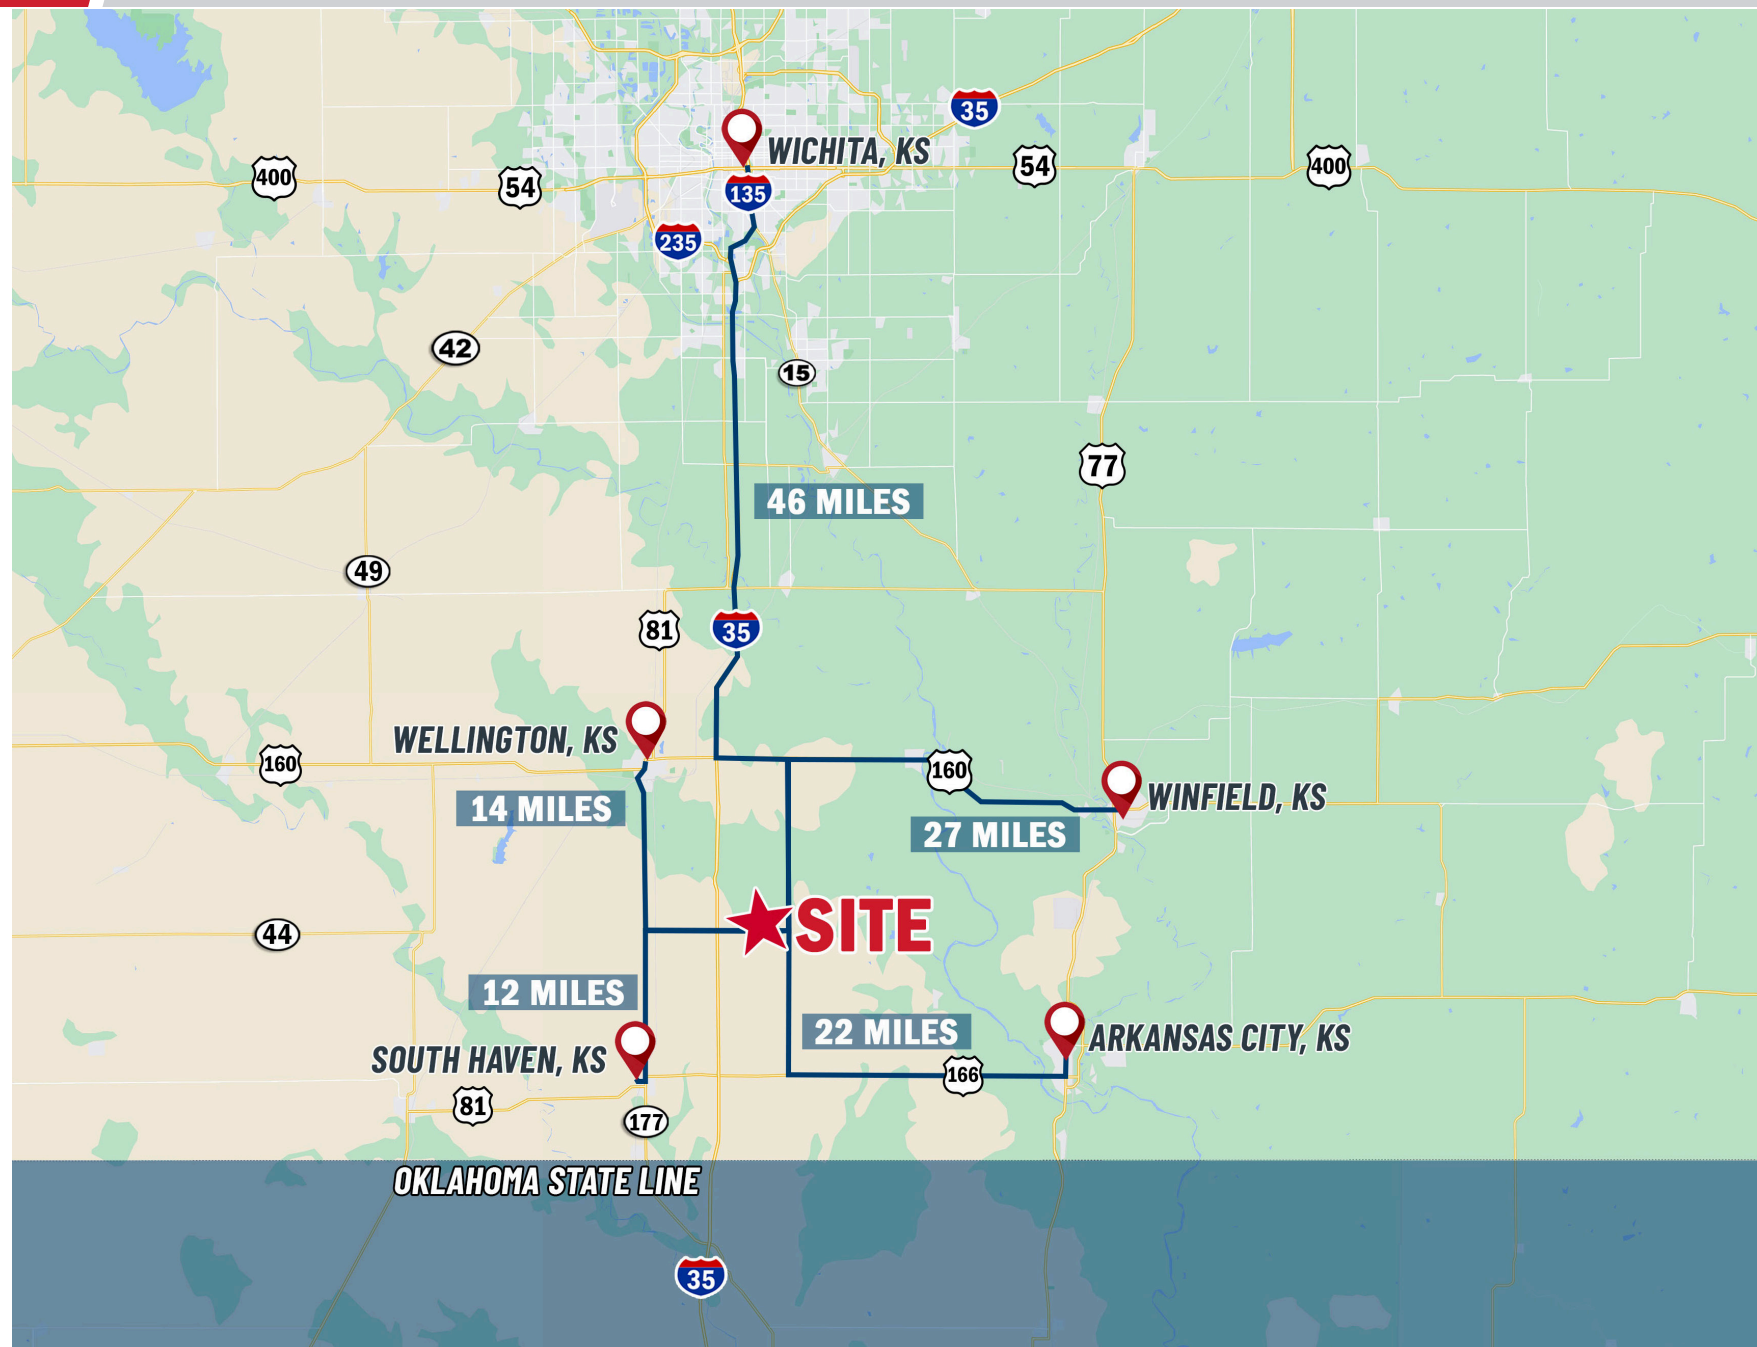 35
WICHITA, KS
400
54
54
400
135
235
42
15
77
46 MILES
49
81
35
WELLINGTON, KS
160
160
WINFIELD, KS
14 MILES
27 MILES
SITE
44
12 MILES
22 MILES
ARKANSAS CITY, KS
SOUTH HAVEN, KS
166
81
177
OKLAHOMA STATE LINE
35